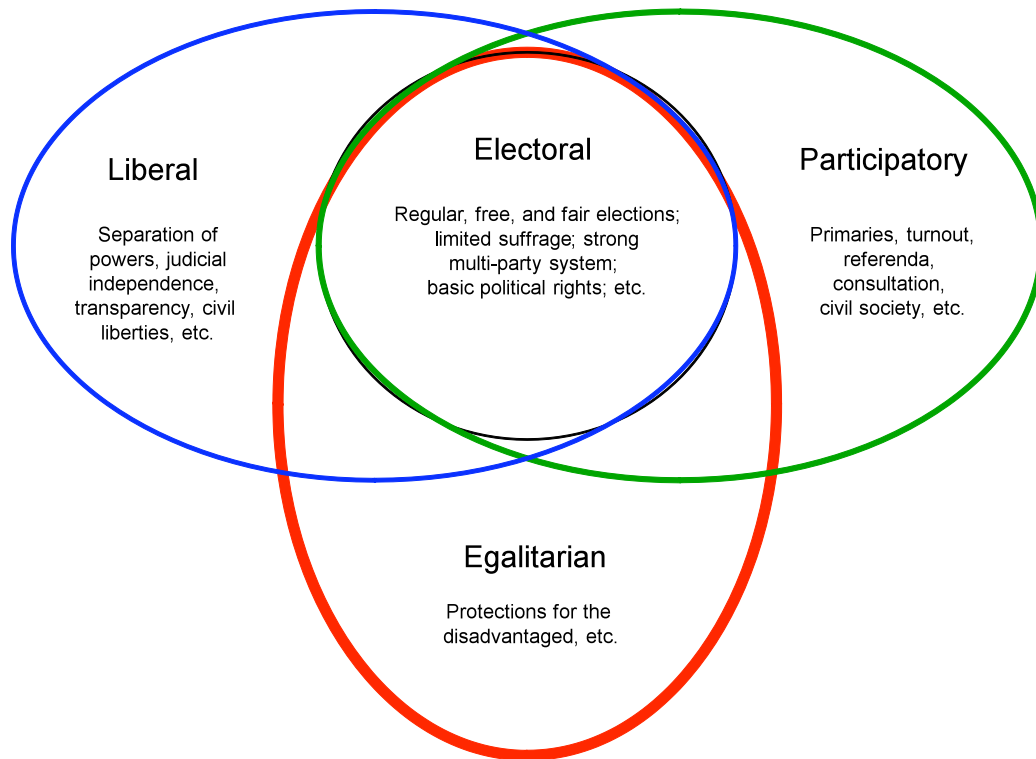 Liberal
Separation of
powers, judicial
independence,
transparency, civil
liberties, etc.
Electoral
Regular, free, and fair elections;
limited suffrage; strong
multi-party system;
basic political rights; etc.
Participatory
Primaries, turnout,
referenda,
consultation,
civil society, etc.
Egalitarian
Protections for the
disadvantaged, etc.